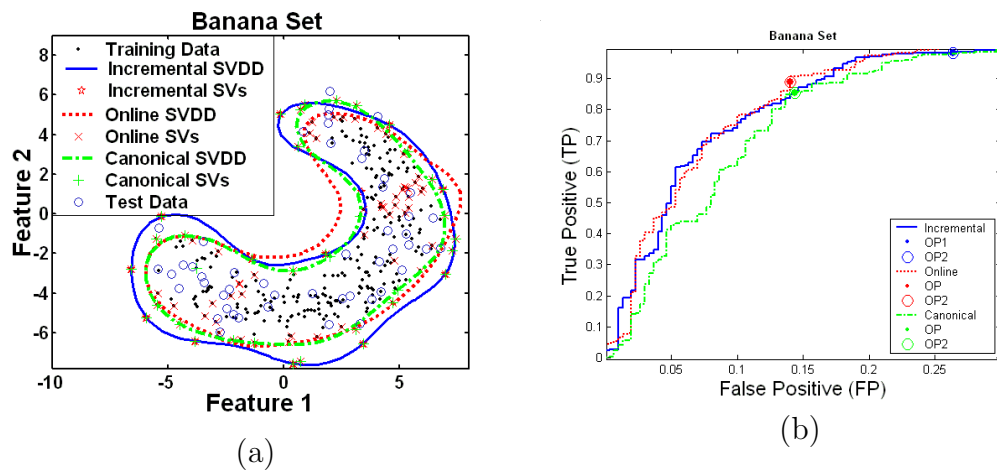 Banana Set
Training Data
Incremental SVDD
Incremental SVs
Online SVDD
Online SVs
Canonical SVDD
Canonical SVs
Test Data
Feature 2
8
6
4
2
0
-2
-4
-6
-10
-5
0
5
Feature 1
(a)
Banana Set
True Positive (TP)
0.9
0.8
0.7
0.6
0.5
0.4
0.3
0.2
0.1
0
0.05
0.1
0.15
0.2
0.25
False Positive (FP)
Incremental
OP1
OP2
Online
OP
OP2
Canonical
OP
OP2
(b)